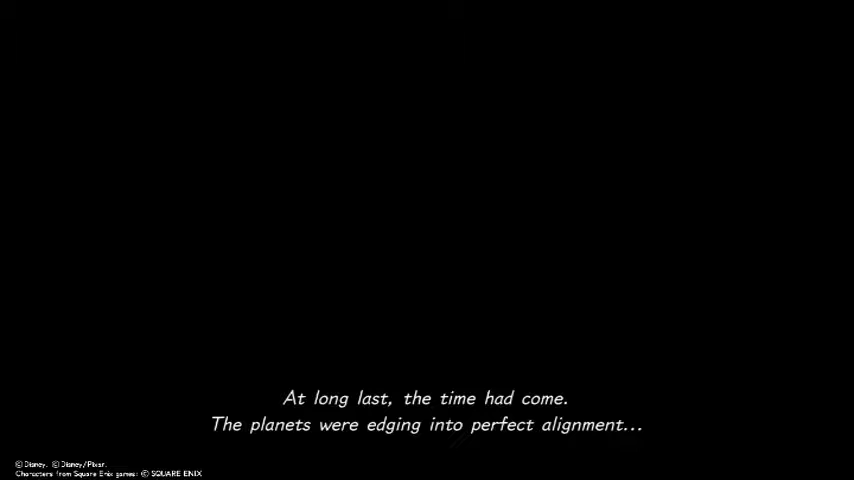 At long last, the time had come.
The planets were edging into perfect alignment...
© Disney. © Disney/Pixar.
Characters from Square Enix games: © SQUARE ENIX